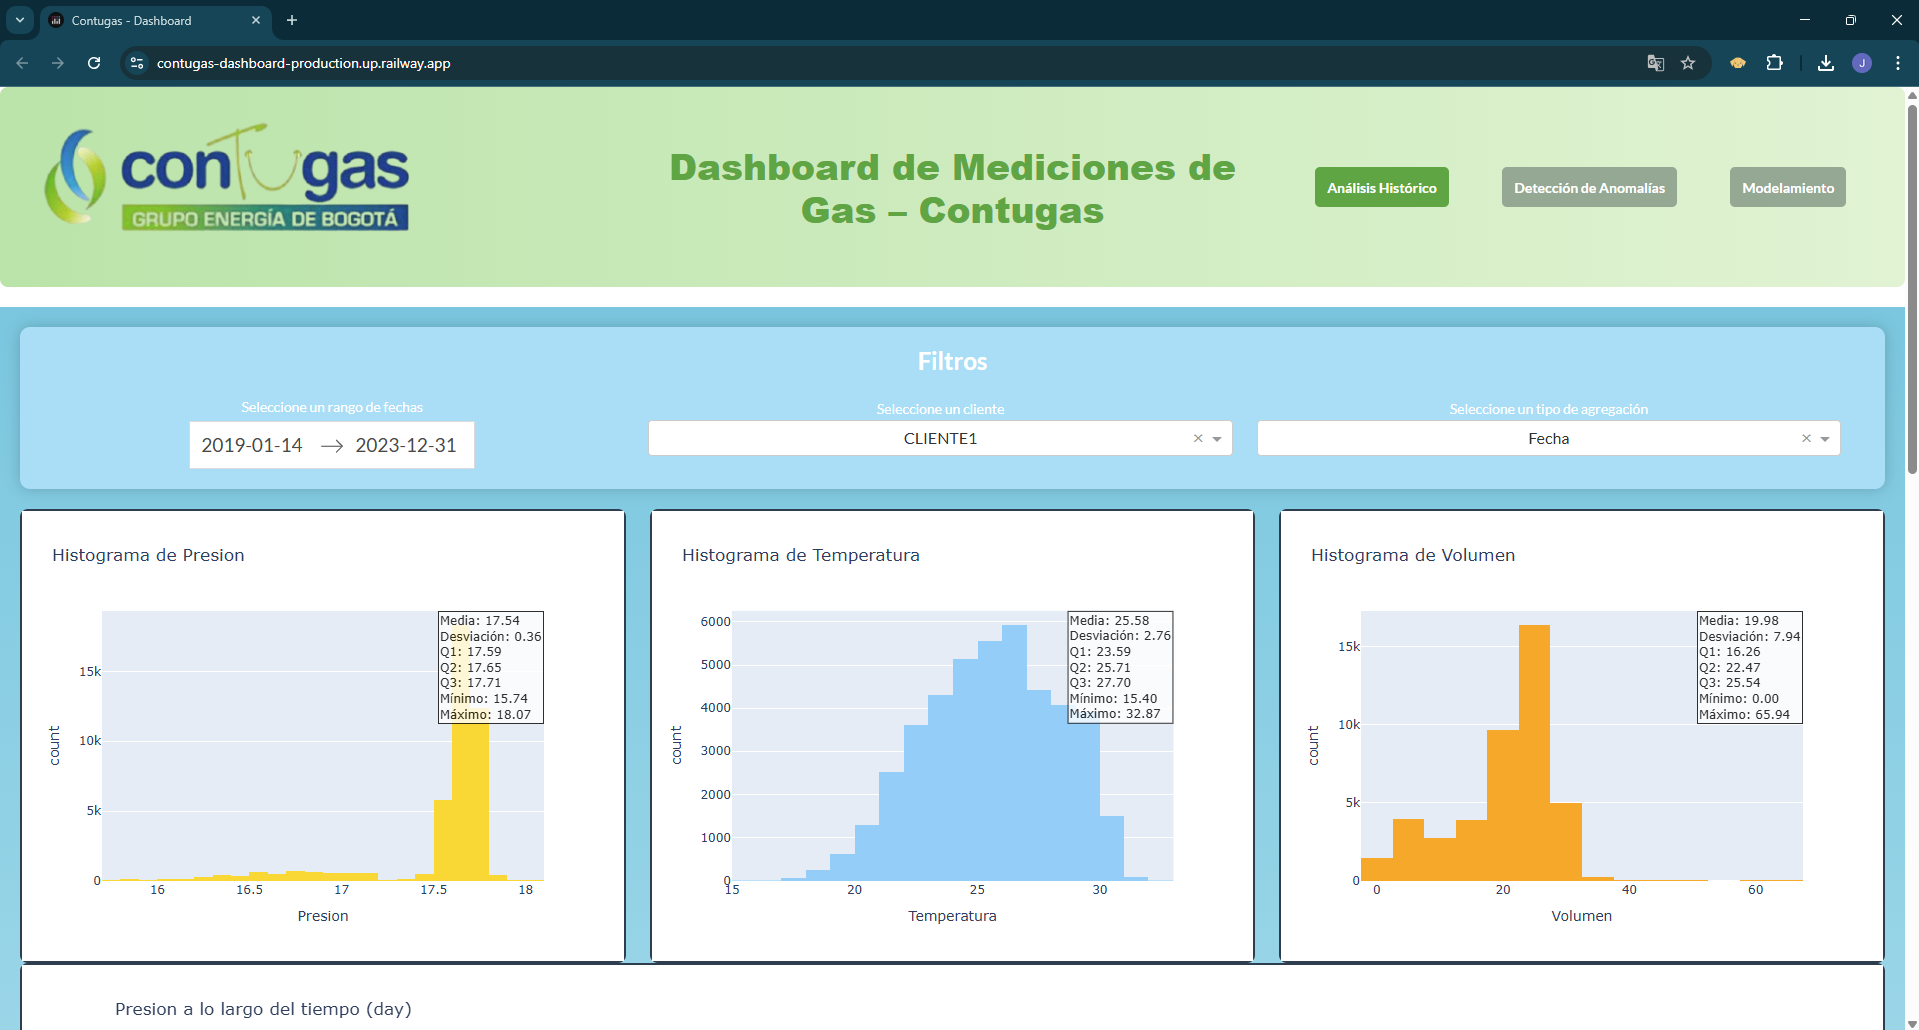 Contugas - Dashboard
contugas-dashboard-production.up.railway.app
J
conTugas
GRUPO ENERGÍA DE BOGOTÁ
Dashboard de Mediciones de
Gas – Contugas
Análisis Histórico
Detección de Anomalías
Modelamiento
Filtros
Seleccione un rango de fechas
2019-01-14 → 2023-12-31
Seleccione un cliente
CLIENTE1
Seleccione un tipo de agregación
Fecha
Histograma de Presion
Media: 17.54
Desviación: 0.36
Q1: 17.59
Q2: 17.65
Q3: 17.71
Mínimo: 15.74
Máximo: 18.07
15k
10k
5k
0
count
16 16.5 17 17.5 18
Presion
Histograma de Temperatura
Media: 25.58
Desviación: 2.76
Q1: 23.59
Q2: 25.71
Q3: 27.70
Mínimo: 15.40
Máximo: 32.87
6000
5000
4000
3000
2000
1000
0
count
15 20 25 30
Temperatura
Histograma de Volumen
Media: 19.98
Desviación: 7.94
Q1: 16.26
Q2: 22.47
Q3: 25.54
Mínimo: 0.00
Máximo: 65.94
15k
10k
5k
0
count
0 20 40 60
Volumen
Presion a lo largo del tiempo (day)